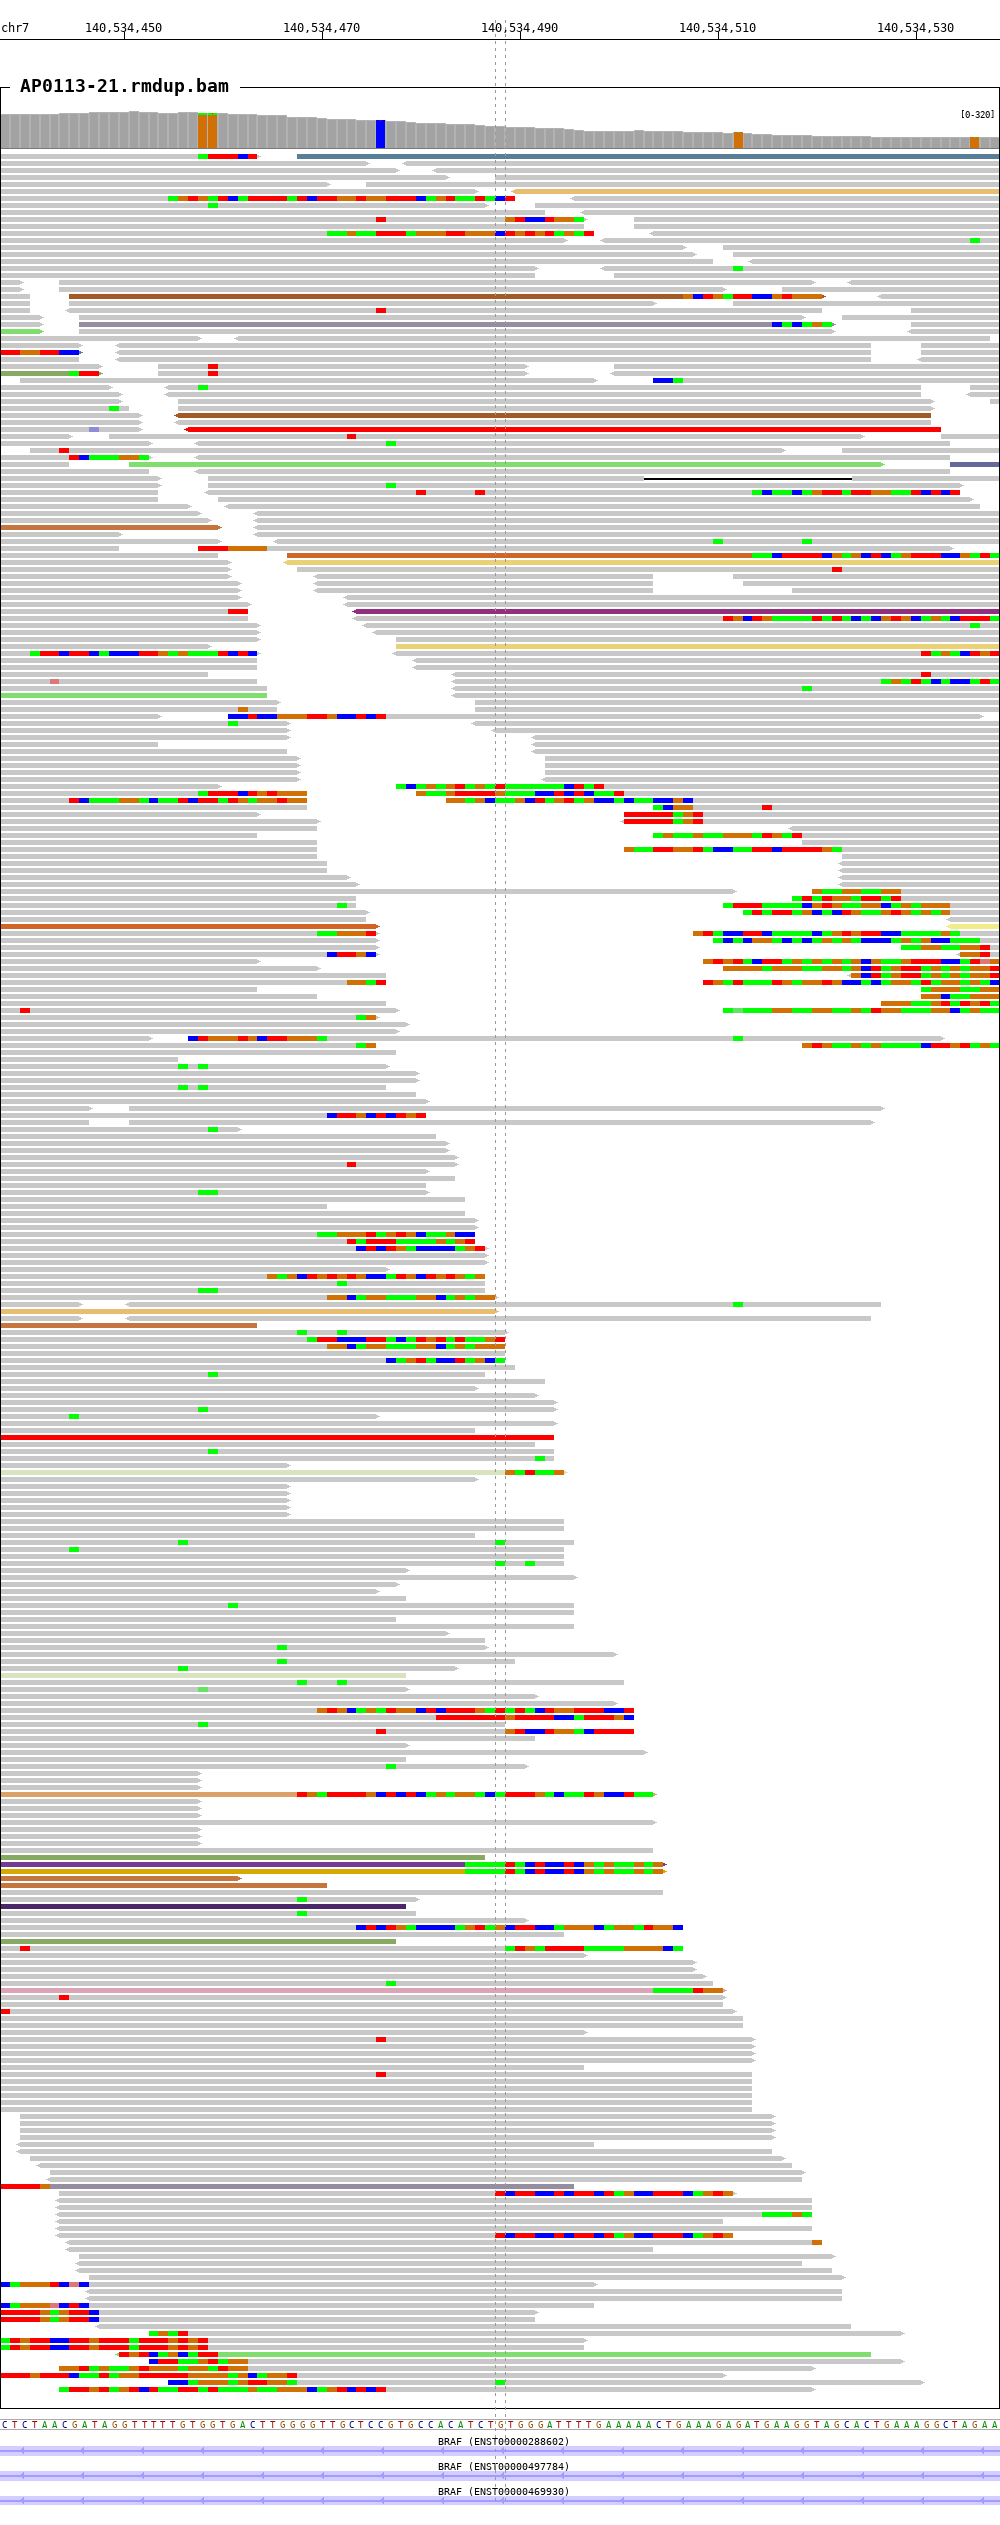 chr7 140,534,450 140,534,470 140,534,490 140,534,510 140,534,530
AP0113-21.rmdup.bam
[0-320]
C T C T A A C G A T A G G T T T T T G T G G T G A C T T G G G G T T G C T C C G T G C C A C A T C T G T G G G A T T T T G A A A A A C T G A A A G A G A T G A A G G T A G C A C T G A A A G G C T A G A A
BRAF (ENST00000288602)
BRAF (ENST00000497784)
BRAF (ENST00000469930)